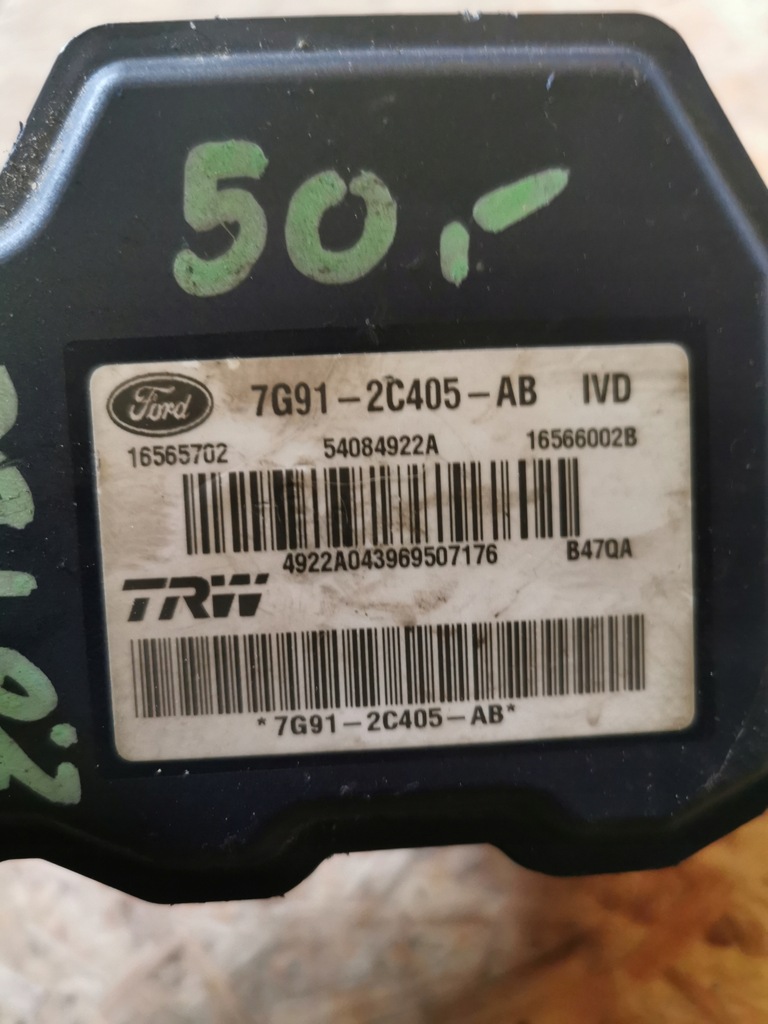 50,-
Ford 7G91-2C405-AB IVD
16565702 54084922A 16566002B
4922A043969507176 B47QA
TRW
*7G91-2C405-AB*